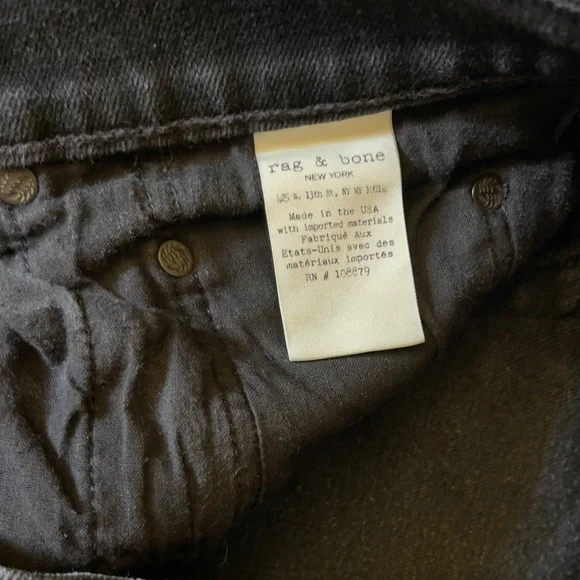 rag & bone
NEW YORK
425 W. 13th St, NY NY 10014
Made in the USA
with imported materials
Fabriqué Aux
Etats-Unis avec des
matériaux importés
RN # 108879